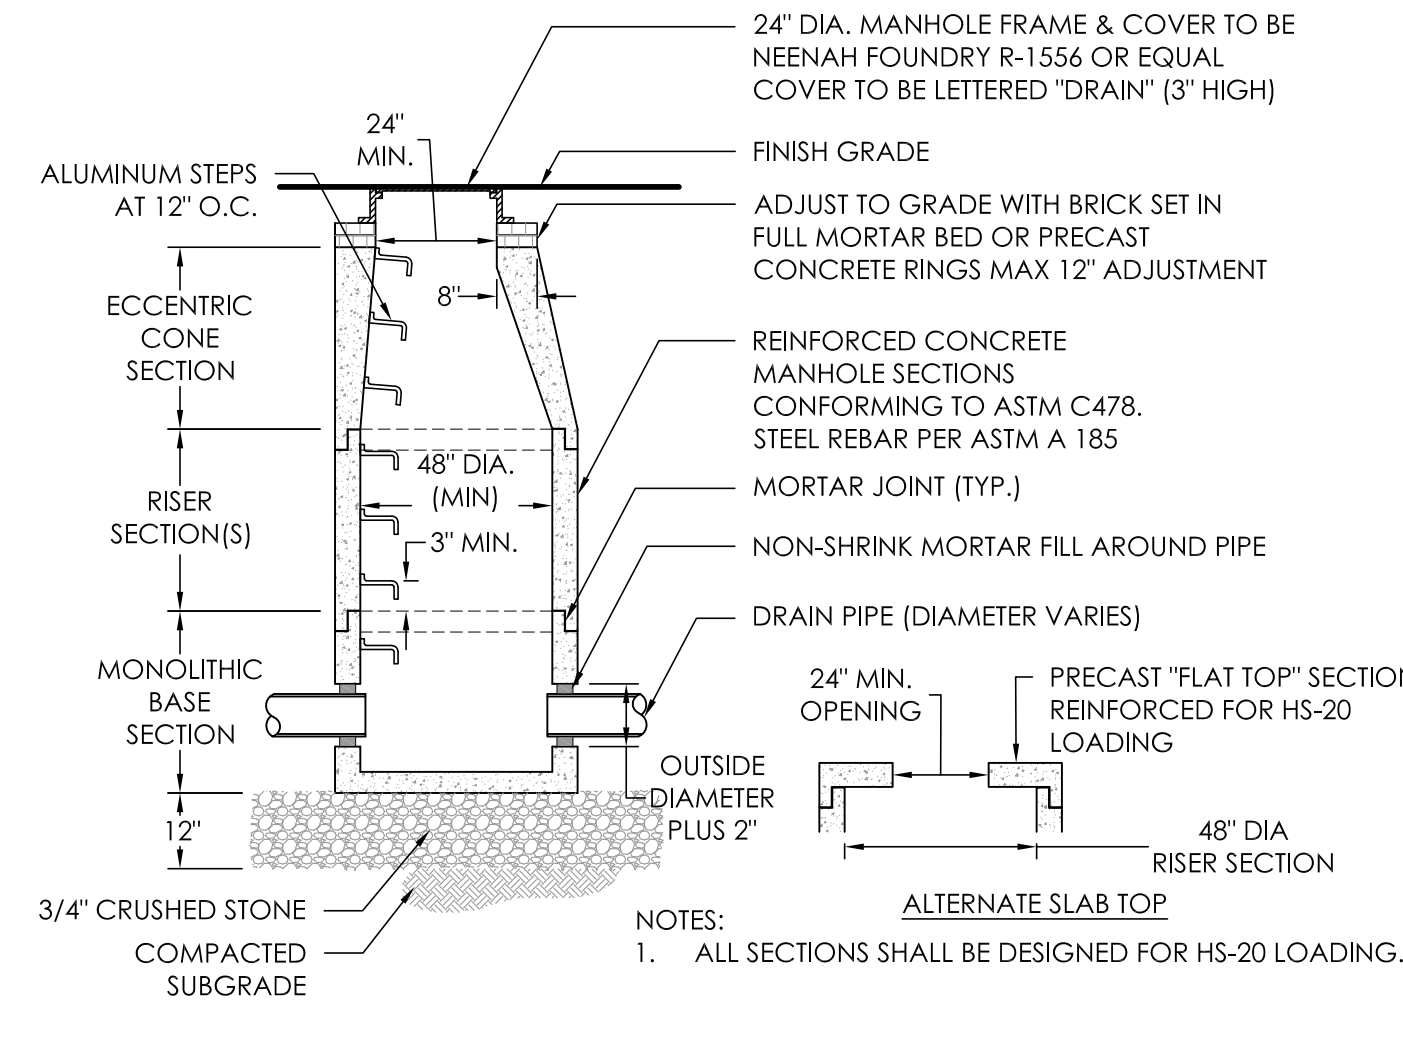 24" DIA. MANHOLE FRAME & COVER TO BE
NEENAH FOUNDRY R-1556 OR EQUAL
COVER TO BE LETTERED "DRAIN" (3" HIGH)
24"
MIN.
FINISH GRADE
ALUMINUM STEPS
AT 12" O.C.
ADJUST TO GRADE WITH BRICK SET IN
FULL MORTAR BED OR PRECAST
CONCRETE RINGS MAX 12" ADJUSTMENT
8"
ECCENTRIC
CONE
SECTION
REINFORCED CONCRETE
MANHOLE SECTIONS
CONFORMING TO ASTM C478.
STEEL REBAR PER ASTM A 185
48" DIA.
(MIN)
RISER
SECTION(S)
MORTAR JOINT (TYP.)
3" MIN.
NON-SHRINK MORTAR FILL AROUND PIPE
DRAIN PIPE (DIAMETER VARIES)
MONOLITHIC
BASE
SECTION
24" MIN.
OPENING
PRECAST "FLAT TOP" SECTIO
REINFORCED FOR HS-20
LOADING
OUTSIDE
DIAMETER
PLUS 2"
12"
48" DIA
RISER SECTION
ALTERNATE SLAB TOP
3/4" CRUSHED STONE
COMPACTED
SUBGRADE
NOTES:
1. ALL SECTIONS SHALL BE DESIGNED FOR HS-20 LOADING.